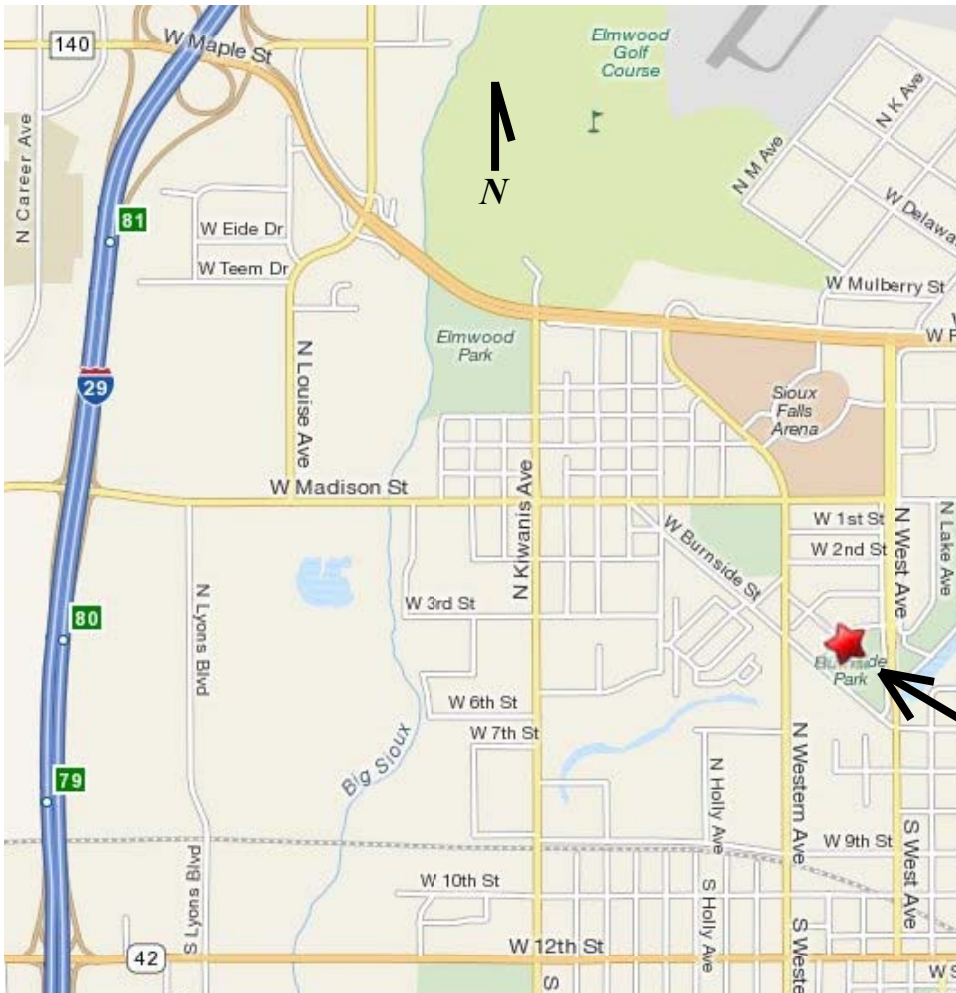 140
W Maple St
Elmwood
Golf
Course
N K Ave
N Career Ave
N M Ave
N
81
W Eide Dr
W Teem Dr
W Mulberry St
Elmwood
Park
29
N Louise Ave
Sioux
Falls
Arena
W Madison St
N Kiwanis Ave
W 1st St
W 2nd St
N West Ave
N Lake Ave
W Burnside St
N Lyons Blvd
W 3rd St
80
Park
W 6th St
W 7th St
Big Sioux
79
N Holly Ave
N Western Ave
W 9th St
S West Ave
S Lyons Blvd
W 10th St
S Holly Ave
42
W 12th St
S
W S